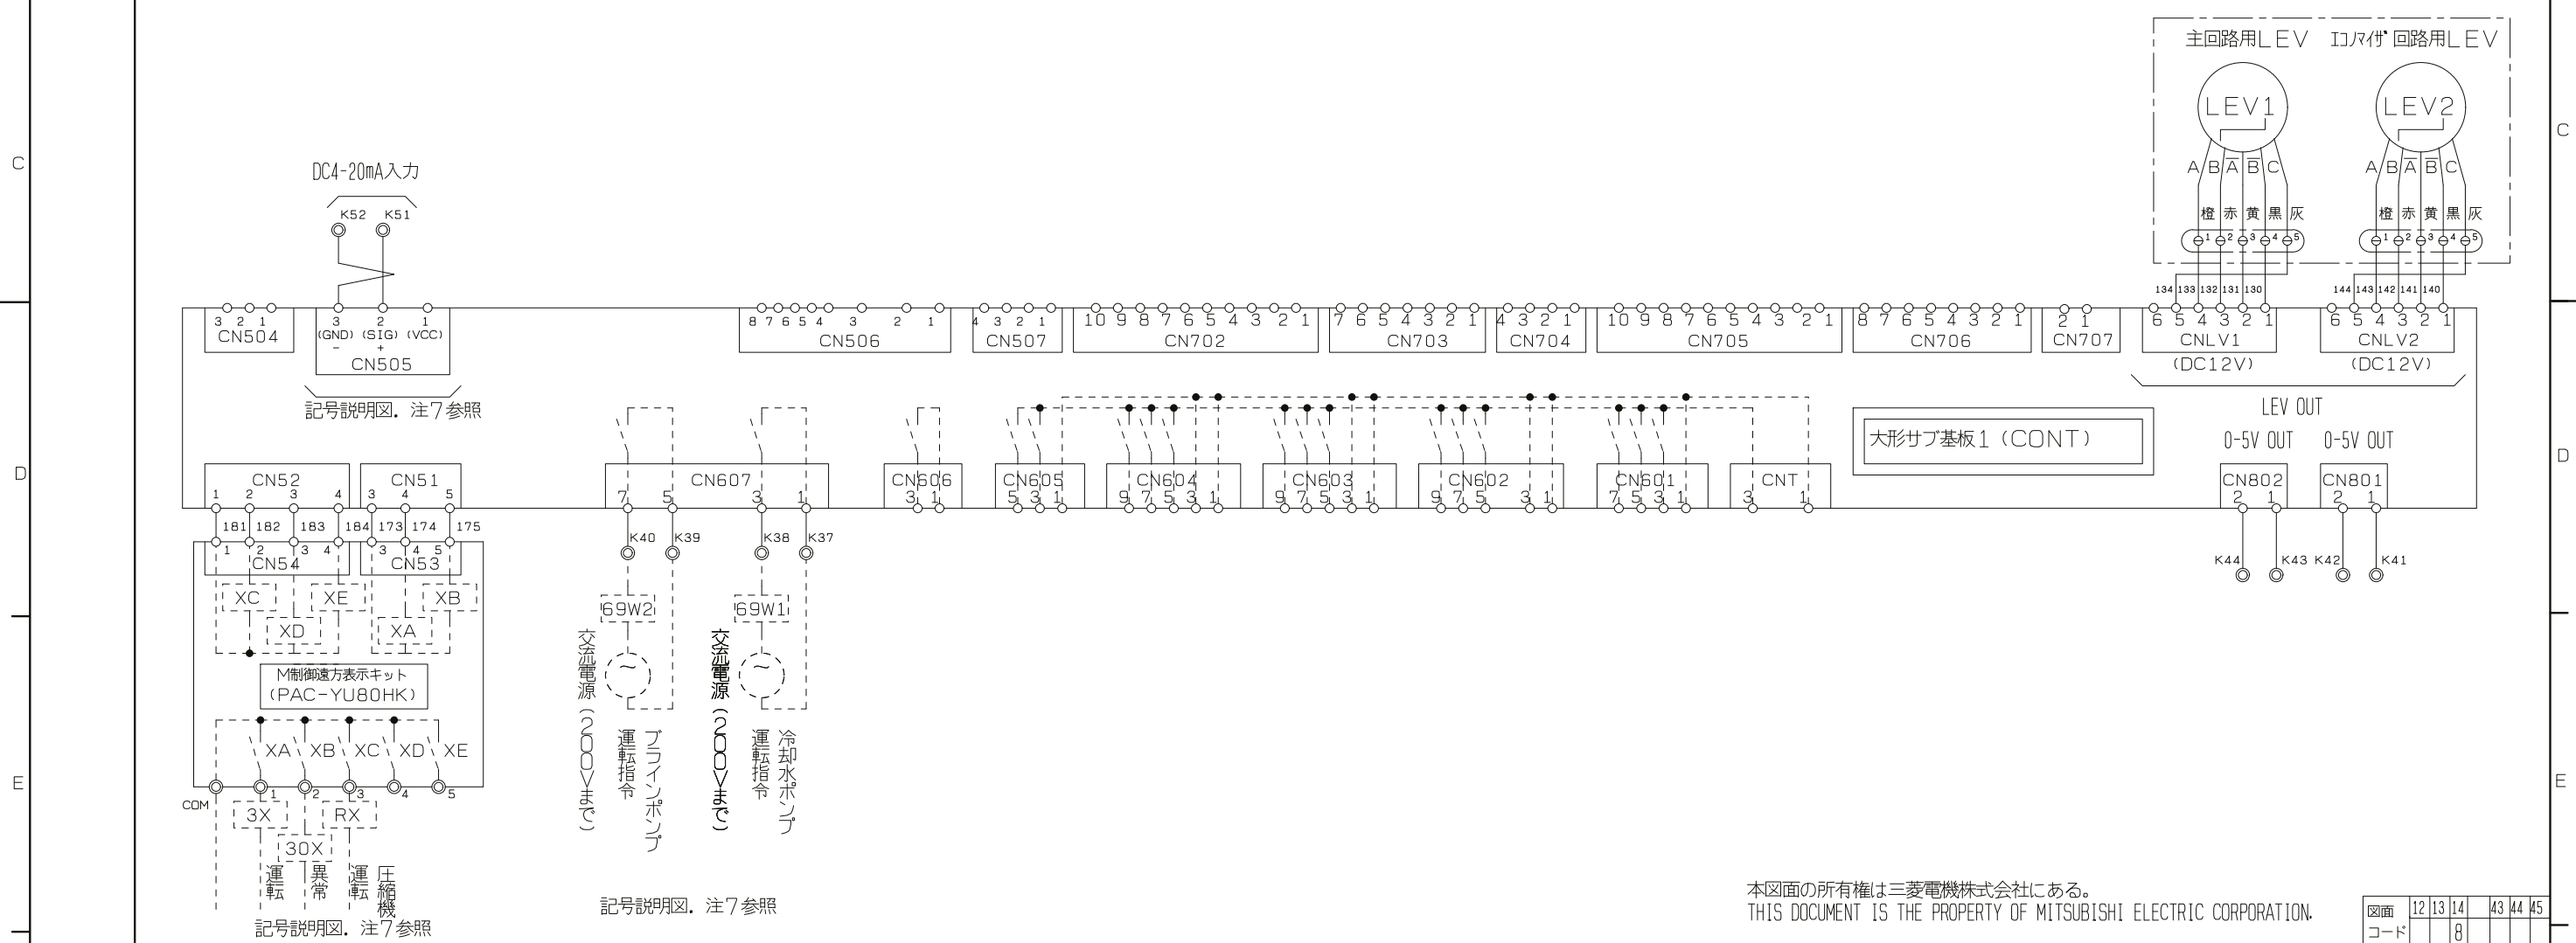 主回路用LEV エコノマイザ回路用LEV
LEV1 LEV2
C C
DC4-20mA入力
A B A̅ B̅ C A B A̅ B̅ C
K52 K51
橙 赤 黄 黒 灰 橙 赤 黄 黒 灰
1 2 3 4 5 1 2 3 4 5
134 133 132 131 130 144 143 142 141 140
3 2 1
CN504
3 2 1
(GND) (SIG) (VCC)
- +
CN505
8 7 6 5 4 3 2 1
CN506
4 3 2 1
CN507
10 9 8 7 6 5 4 3 2 1
CN702
7 6 5 4 3 2 1
CN703
4 3 2 1
CN704
10 9 8 7 6 5 4 3 2 1
CN705
8 7 6 5 4 3 2 1
CN706
2 1
CN707
6 5 4 3 2 1
CNLV1
(DC12V)
6 5 4 3 2 1
CNLV2
(DC12V)
記号説明図. 注7参照
LEV OUT
大形サブ基板1(CONT)
0-5V OUT 0-5V OUT
D D
CN52
1 2 3 4
CN51
3 4 5
CN607
7 5 3 1
CN606
3 1
CN605
5 3 1
CN604
9 7 5 3 1
CN603
9 7 5 3 1
CN602
9 7 5 3 1
CN601
7 5 3 1
CNT
3 1
CN802
2 1
CN801
2 1
181 182 183 184 173 174 175
1 2 3 4
CN54
3 4 5
CN53
K40 K39 K38 K37
K44 K43 K42 K41
XC XE XB
XD XA
69W2 69W1
M制御遠方表示キット
(PAC-YU80HK)
XA XB XC XD XE
COM 1 2 3 4 5
3X RX
30X
運転
異常
圧縮機
運転
記号説明図. 注7参照
交流電源(200Vまで)
ブラインポンプ
運転指令
交流電源(200Vまで)
冷却水ポンプ
運転指令
記号説明図. 注7参照
E E
本図面の所有権は三菱電機株式会社にある。
THIS DOCUMENT IS THE PROPERTY OF MITSUBISHI ELECTRIC CORPORATION.
図面 12 13 14 43 44 45
コード 8